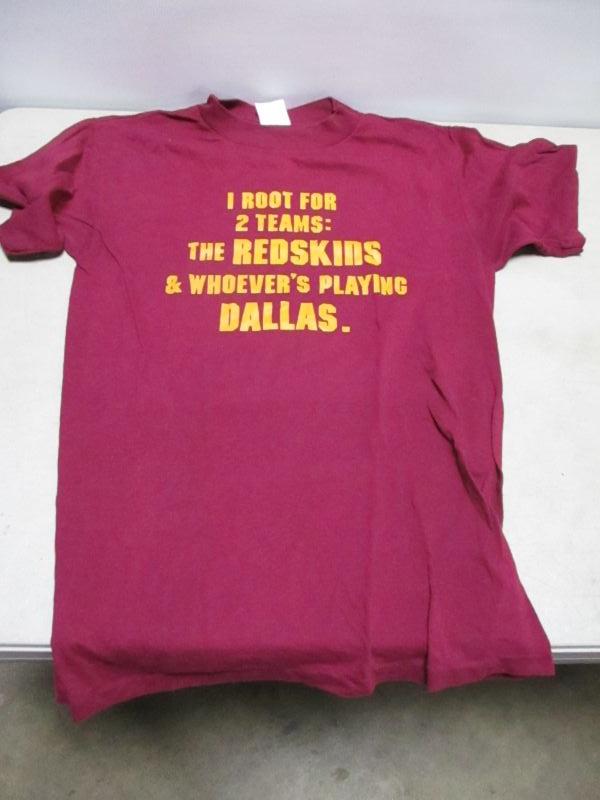 I ROOT FOR
2 TEAMS:
THE REDSKINS
& WHOEVER'S PLAYING
DALLAS.